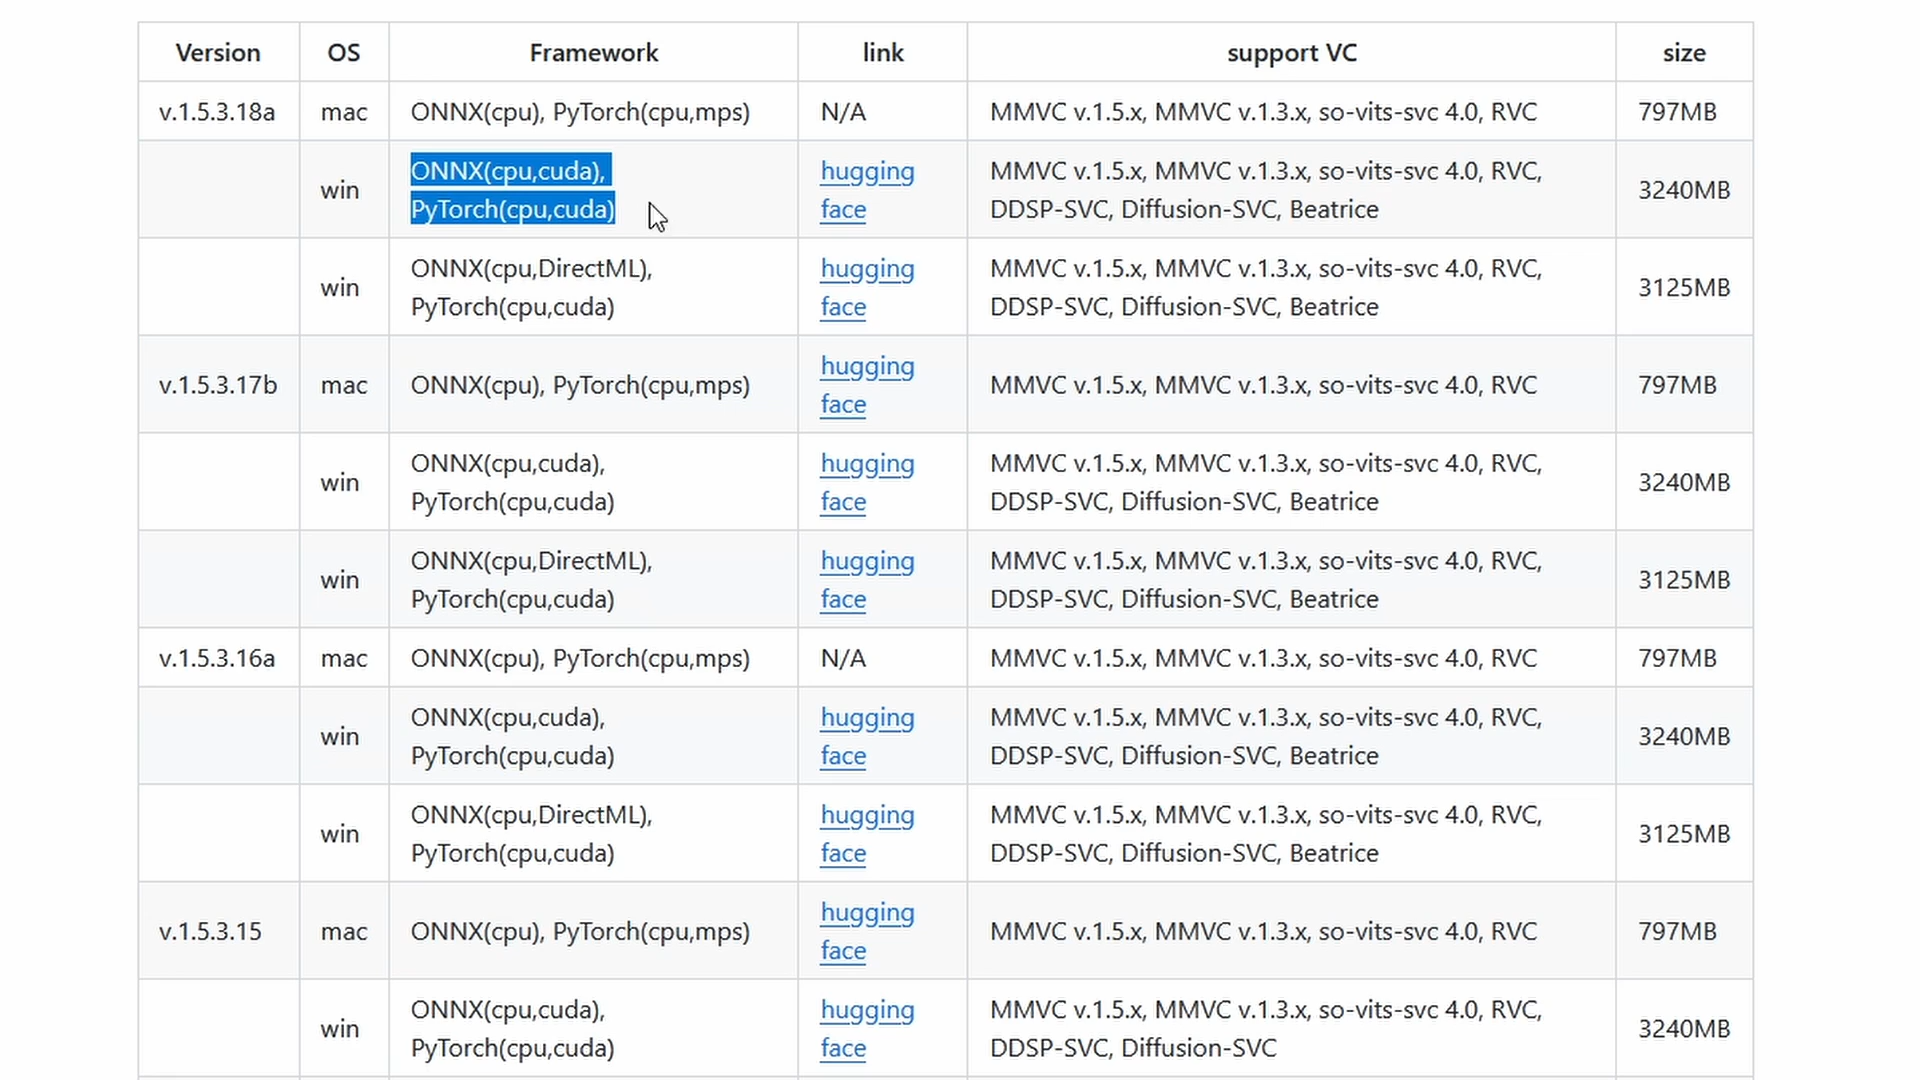 Version OS Framework link support VC size
v.1.5.3.18a mac ONNX(cpu), PyTorch(cpu,mps) N/A MMVC v.1.5.x, MMVC v.1.3.x, so-vits-svc 4.0, RVC 797MB
win
ONNX(cpu,cuda),
PyTorch(cpu,cuda)
hugging
face
MMVC v.1.5.x, MMVC v.1.3.x, so-vits-svc 4.0, RVC,
DDSP-SVC, Diffusion-SVC, Beatrice
3240MB
win
ONNX(cpu,DirectML),
PyTorch(cpu,cuda)
hugging
face
MMVC v.1.5.x, MMVC v.1.3.x, so-vits-svc 4.0, RVC,
DDSP-SVC, Diffusion-SVC, Beatrice
3125MB
v.1.5.3.17b mac ONNX(cpu), PyTorch(cpu,mps)
hugging
face
MMVC v.1.5.x, MMVC v.1.3.x, so-vits-svc 4.0, RVC
797MB
win
ONNX(cpu,cuda),
PyTorch(cpu,cuda)
hugging
face
MMVC v.1.5.x, MMVC v.1.3.x, so-vits-svc 4.0, RVC,
DDSP-SVC, Diffusion-SVC, Beatrice
3240MB
win
ONNX(cpu,DirectML),
PyTorch(cpu,cuda)
hugging
face
MMVC v.1.5.x, MMVC v.1.3.x, so-vits-svc 4.0, RVC,
DDSP-SVC, Diffusion-SVC, Beatrice
3125MB
v.1.5.3.16a mac ONNX(cpu), PyTorch(cpu,mps) N/A MMVC v.1.5.x, MMVC v.1.3.x, so-vits-svc 4.0, RVC 797MB
win
ONNX(cpu,cuda),
PyTorch(cpu,cuda)
hugging
face
MMVC v.1.5.x, MMVC v.1.3.x, so-vits-svc 4.0, RVC,
DDSP-SVC, Diffusion-SVC, Beatrice
3240MB
win
ONNX(cpu,DirectML),
PyTorch(cpu,cuda)
hugging
face
MMVC v.1.5.x, MMVC v.1.3.x, so-vits-svc 4.0, RVC,
DDSP-SVC, Diffusion-SVC, Beatrice
3125MB
v.1.5.3.15 mac ONNX(cpu), PyTorch(cpu,mps)
hugging
face
MMVC v.1.5.x, MMVC v.1.3.x, so-vits-svc 4.0, RVC
797MB
win
ONNX(cpu,cuda),
PyTorch(cpu,cuda)
hugging
face
MMVC v.1.5.x, MMVC v.1.3.x, so-vits-svc 4.0, RVC,
DDSP-SVC, Diffusion-SVC
3240MB